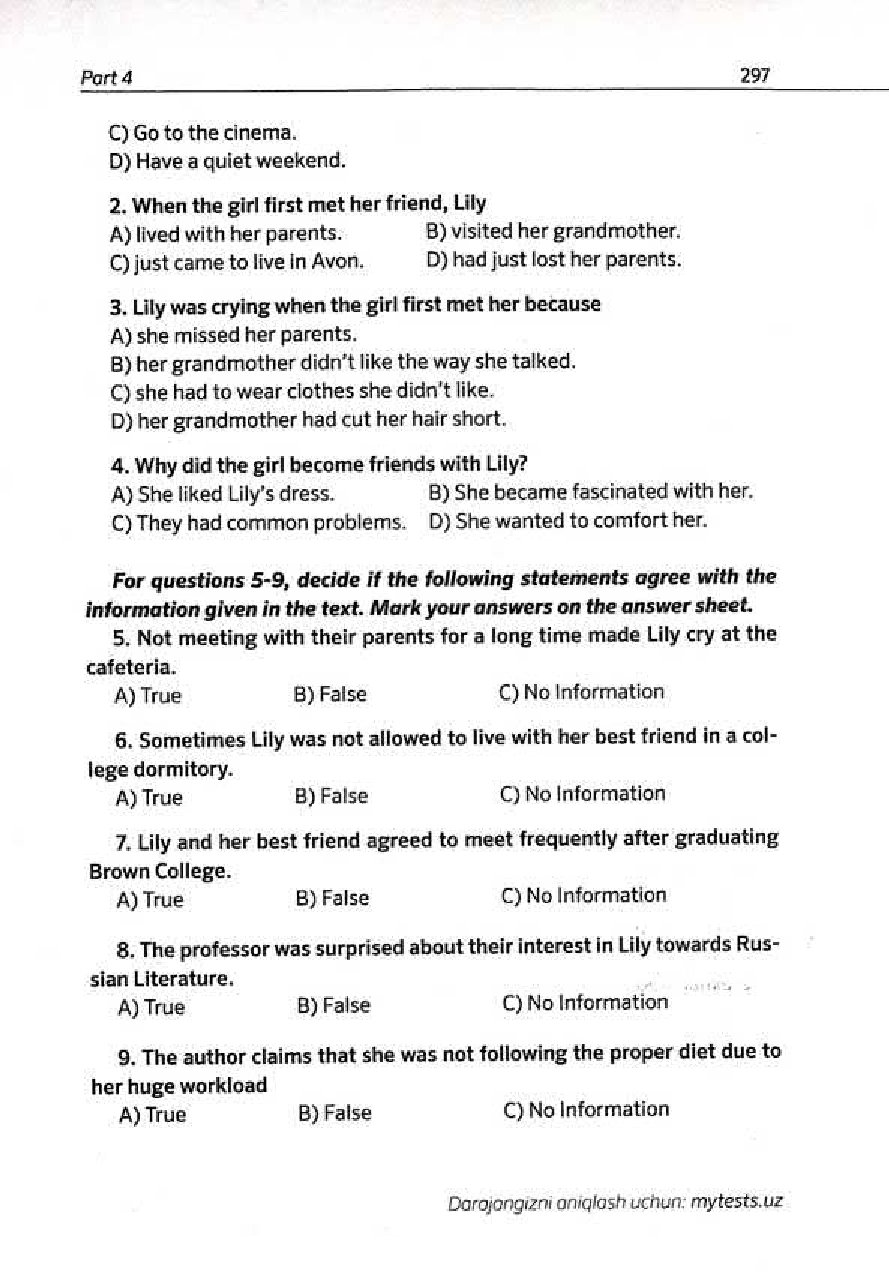 Part 4 297
C) Go to the cinema.
D) Have a quiet weekend.
2. When the girl first met her friend, Lily
A) lived with her parents. B) visited her grandmother.
C) just came to live in Avon. D) had just lost her parents.
3. Lily was crying when the girl first met her because
A) she missed her parents.
B) her grandmother didn't like the way she talked.
C) she had to wear clothes she didn't like.
D) her grandmother had cut her hair short.
4. Why did the girl become friends with Lily?
A) She liked Lily's dress. B) She became fascinated with her.
C) They had common problems. D) She wanted to comfort her.
For questions 5-9, decide if the following statements agree with the
information given in the text. Mark your answers on the answer sheet.
5. Not meeting with their parents for a long time made Lily cry at the
cafeteria.
A) True B) False C) No Information
6. Sometimes Lily was not allowed to live with her best friend in a col-
lege dormitory.
A) True B) False C) No Information
7. Lily and her best friend agreed to meet frequently after graduating
Brown College.
A) True B) False C) No Information
8. The professor was surprised about their interest in Lily towards Rus-
sian Literature.
A) True B) False C) No Information
9. The author claims that she was not following the proper diet due to
her huge workload
A) True B) False C) No Information
Darajangizni aniqlash uchun: mytests.uz